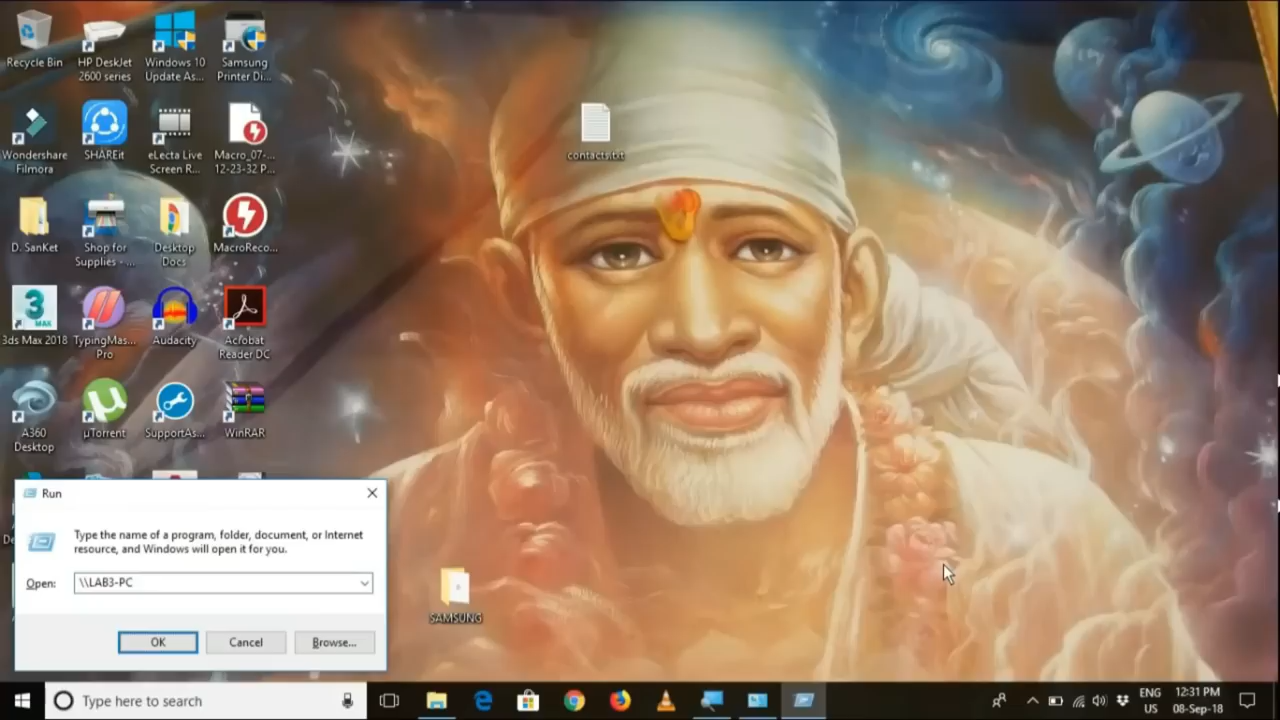 Recycle Bin
HP DeskJet
2600 series
Windows 10
Update As...
Samsung
Printer Di...
Wondershare
Filmora
SHAREit
eLecta Live
Screen R...
Macro_07-...
12-23-32 P...
contacts.txt
D. SanKet
Shop for
Supplies - ...
Desktop
Docs
MacroReco...
3
MAX
3ds Max 2018
TypingMas...
Pro
Audacity
Acrobat
Reader DC
A360
Desktop
µTorrent
SupportAs...
WinRAR
Run
Type the name of a program, folder, document, or Internet
resource, and Windows will open it for you.
Open:
\\LAB3-PC
OK
Cancel
Browse...
SAMSUNG
Type here to search
ENG
US
12:31 PM
08-Sep-18